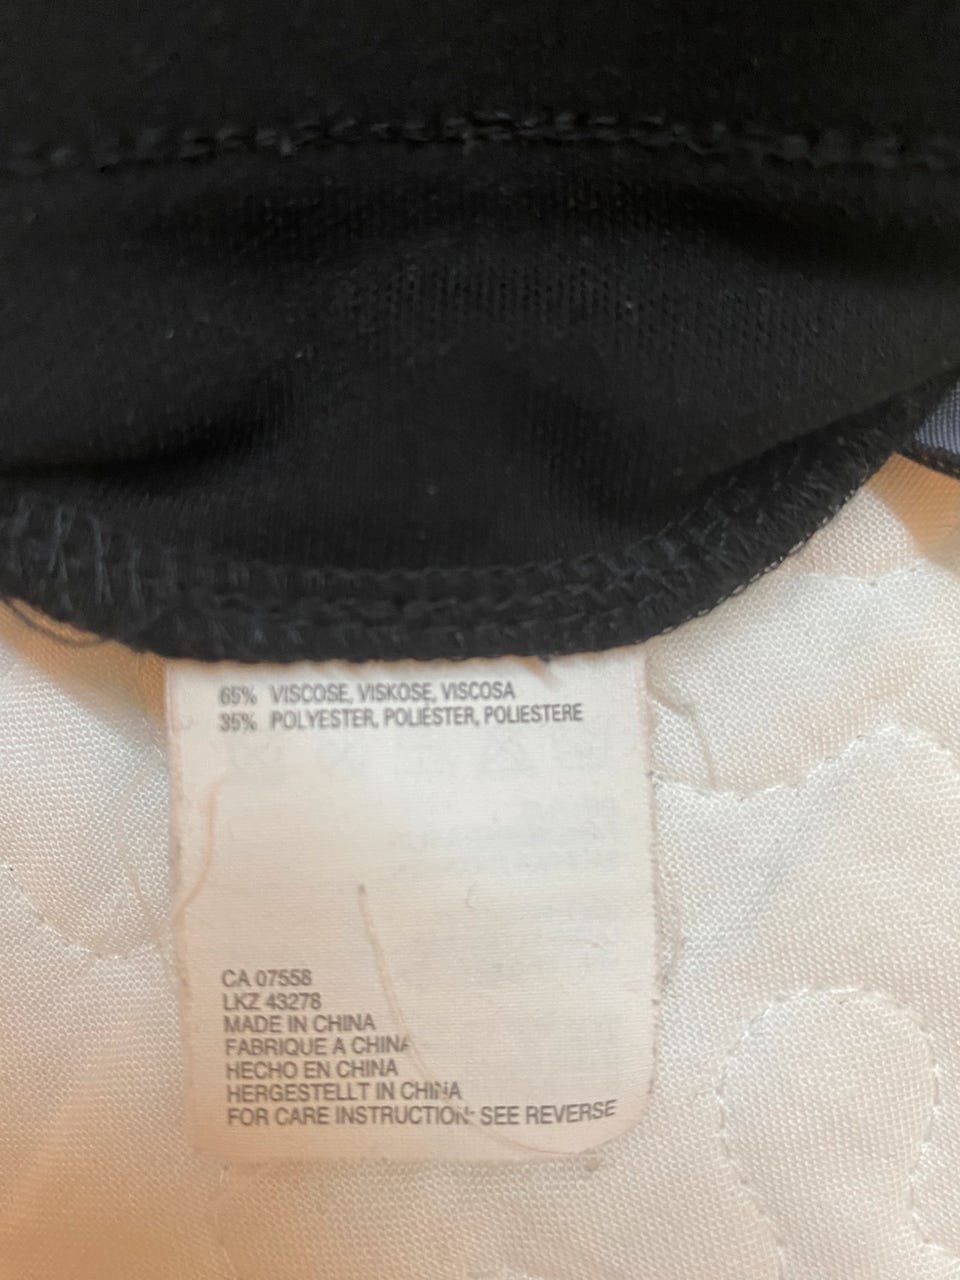 65% VISCOSE, VISKOSE, VISCOSA
35% POLYESTER, POLIÉSTER, POLIESTERE
CA 07558
LKZ 43278
MADE IN CHINA
FABRIQUE A CHINA
HECHO EN CHINA
HERGESTELLT IN CHINA
FOR CARE INSTRUCTION: SEE REVERSE